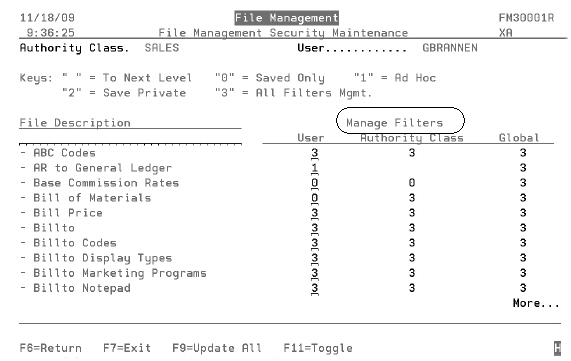 11/18/09 File Management FM30001R
9:36:25 File Management Security Maintenance XA
Authority Class. SALES User............ GBRANNEN
Keys: " " = To Next Level "0" = Saved Only "1" = Ad Hoc
"2" = Save Private "3" = All Filters Mgmt.
File Description Manage Filters
User Authority Class Global
- ABC Codes 3 3 3
- AR to General Ledger 1 3
- Base Commission Rates 0 0 3
- Bill of Materials 0 3 3
- Bill Price 3 3 3
- Billto 3 3 3
- Billto Codes 3 3 3
- Billto Display Types 3 3 3
- Billto Marketing Programs 3 3 3
- Billto Notepad 3 3 3
More...
F6=Return F7=Exit F9=Update All F11=Toggle H